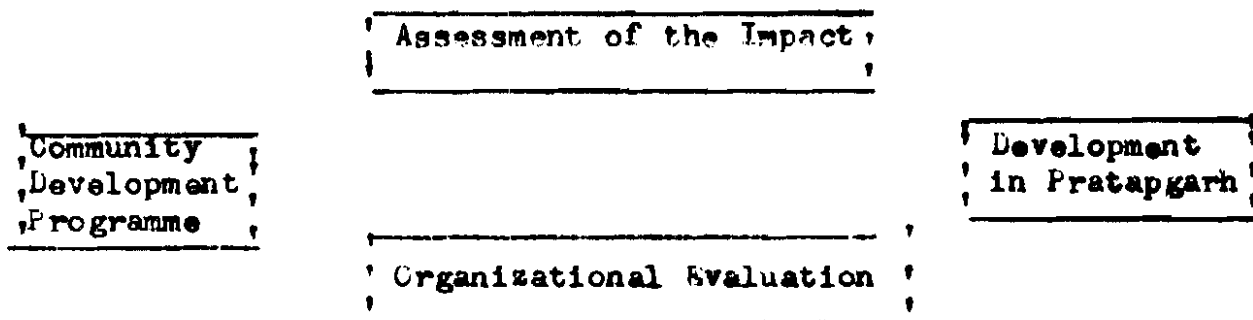 Assessment of the Impact
Community
Development
Programme
Development
in Pratapgarh
Organizational Evaluation